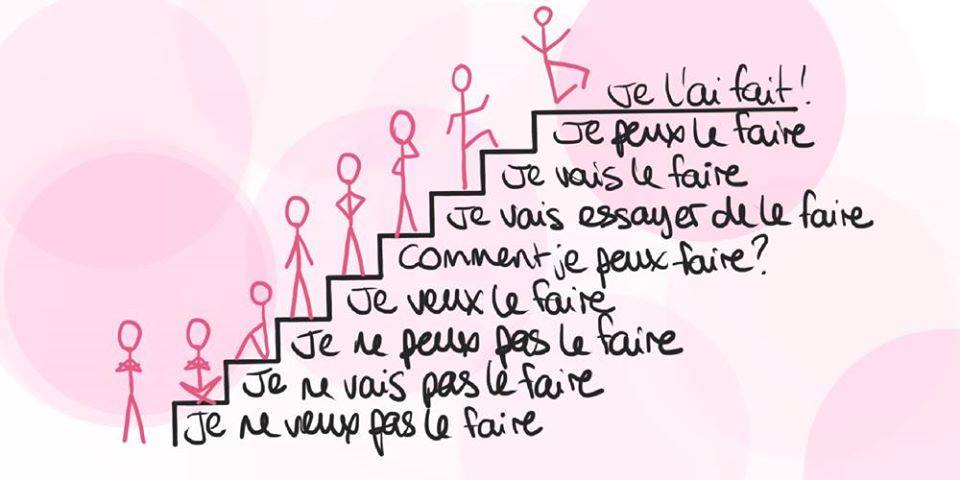 Je l'ai fait!
Je peux le faire
Je vais le faire
Je vais essayer de le faire
Comment je peux faire?
Je veux le faire
Je ne peux pas le faire
Je ne vais pas le faire
Je ne veux pas le faire